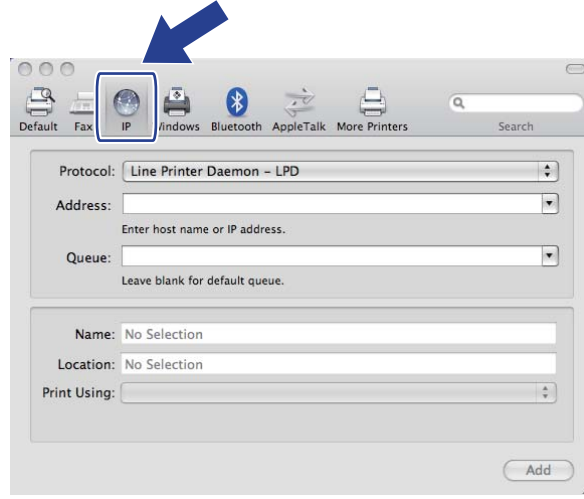 Default Fax IP Windows Bluetooth AppleTalk More Printers Search
Protocol: Line Printer Daemon – LPD
Address:
Enter host name or IP address.
Queue:
Leave blank for default queue.
Name: No Selection
Location: No Selection
Print Using:
Add